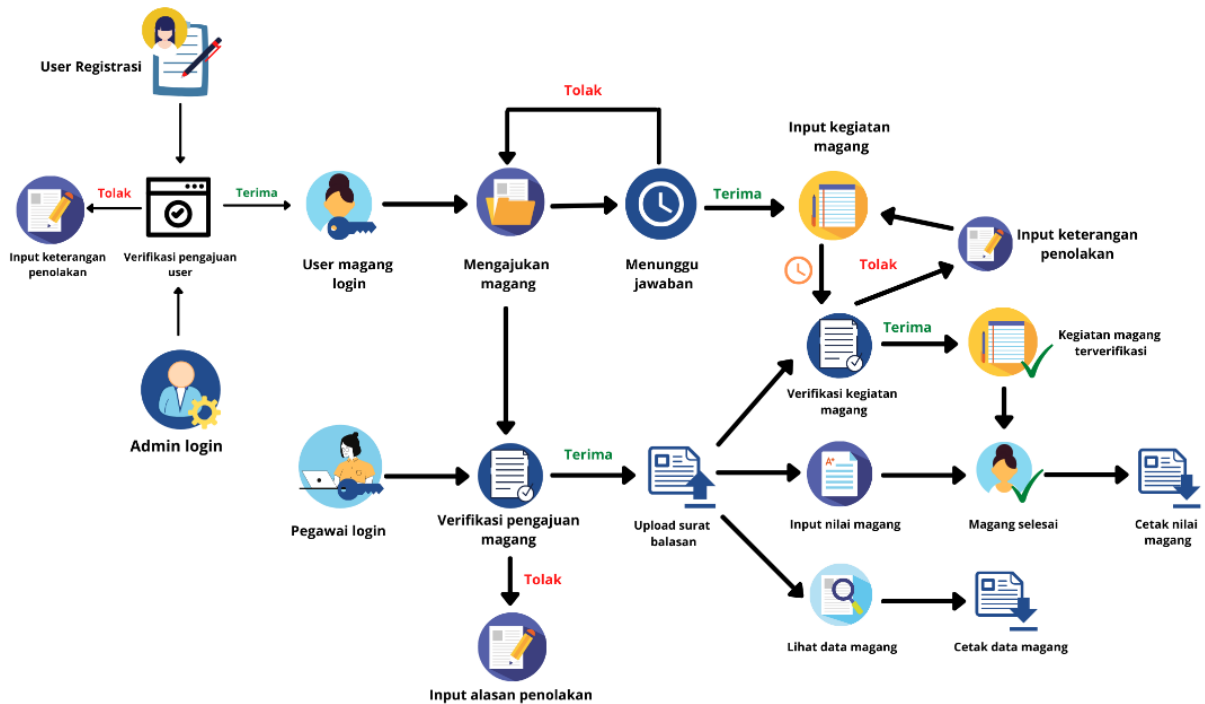 User Registrasi
Tolak
Input kegiatan
magang
Tolak
Terima
Terima
Input keterangan
penolakan
Verifikasi pengajuan
user
User magang
login
Mengajukan
magang
Menunggu
jawaban
Tolak
Input keterangan
penolakan
Terima
Kegiatan magang
terverifikasi
Verifikasi kegiatan
magang
Admin login
Terima
Pegawai login
Verifikasi pengajuan
magang
Upload surat
balasan
A+
Input nilai magang
Magang selesai
Cetak nilai
magang
Tolak
Lihat data magang
Cetak data magang
Input alasan penolakan